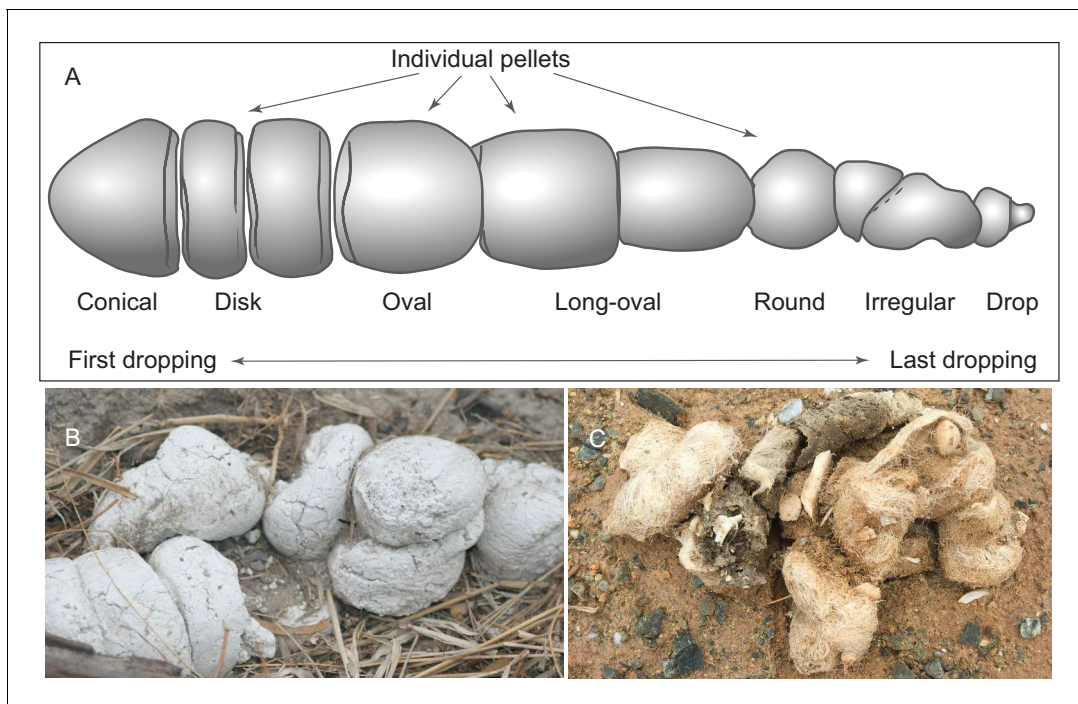 A
Individual pellets
Conical Disk Oval Long-oval Round Irregular Drop
First dropping Last dropping
B
C